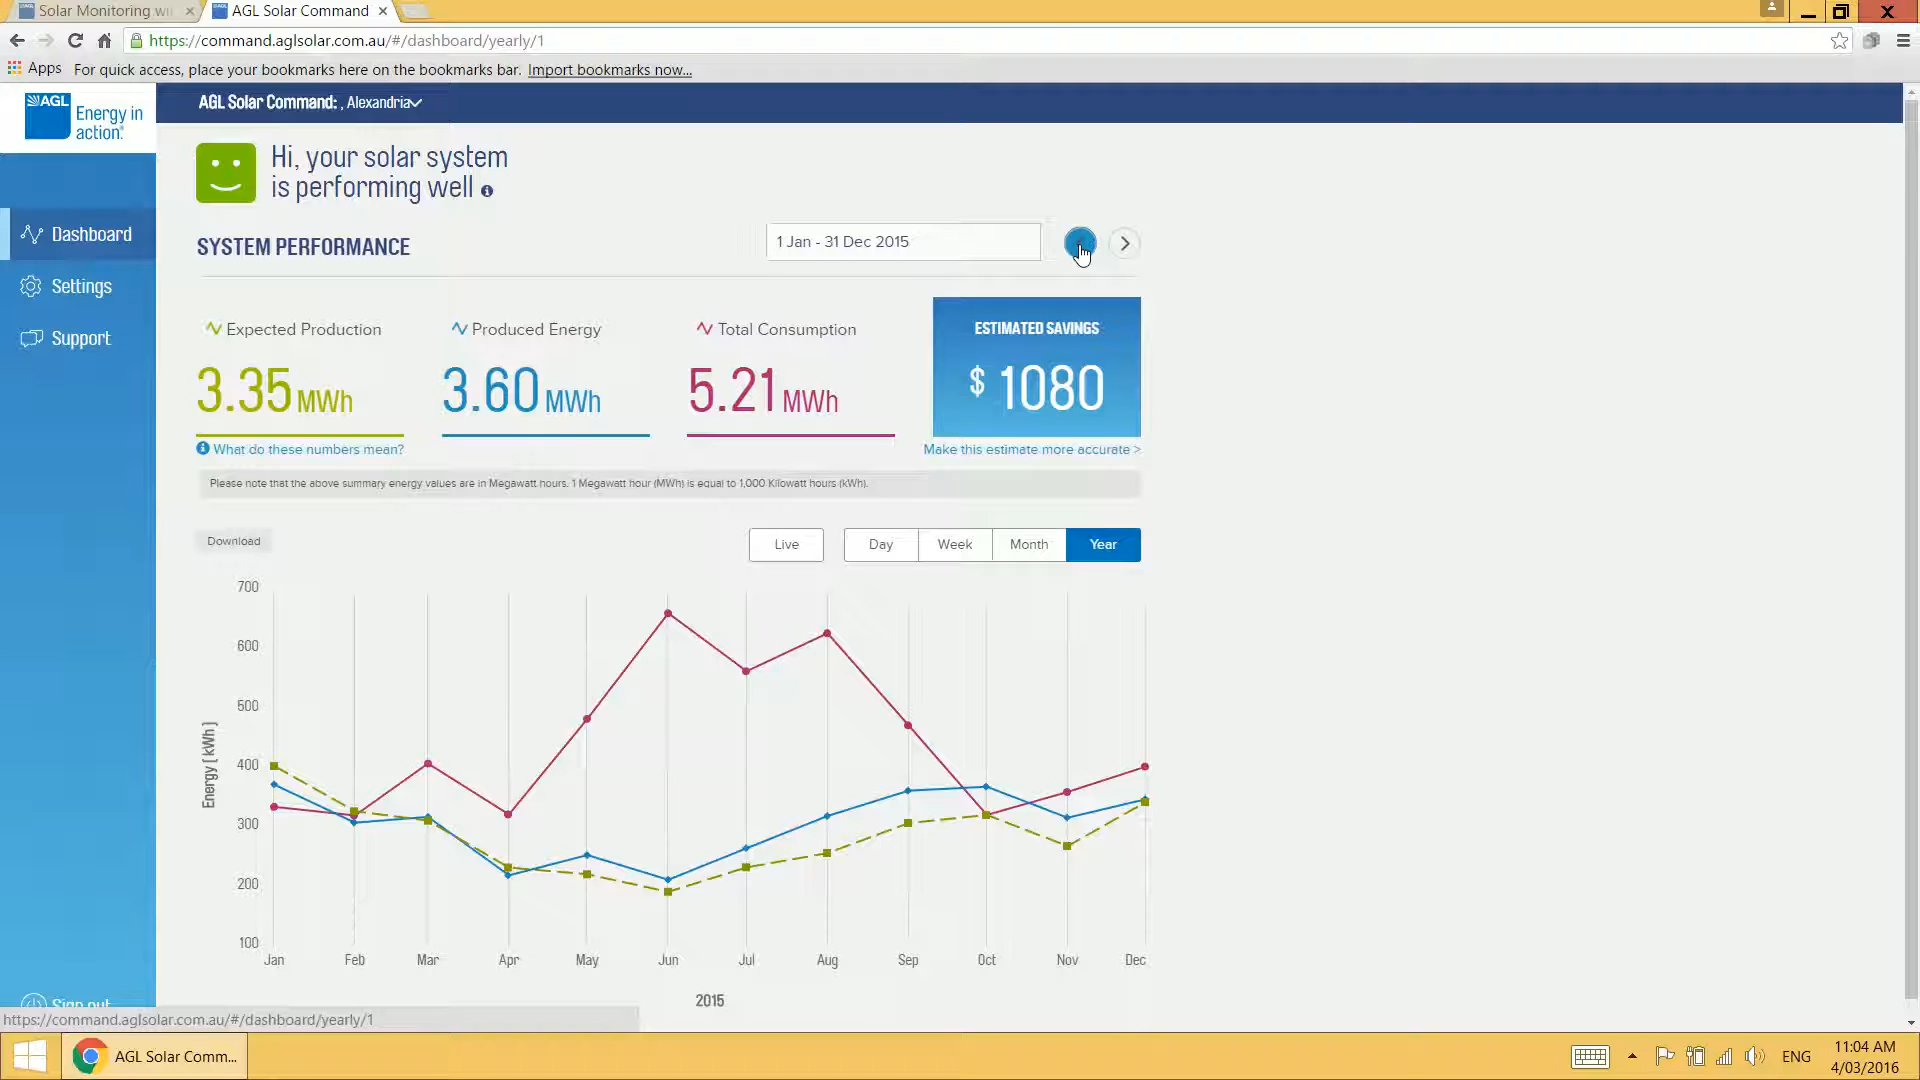 Solar Monitoring wi
AGL Solar Command
https://command.aglsolar.com.au/#/dashboard/yearly/1
Apps For quick access, place your bookmarks here on the bookmarks bar. Import bookmarks now...
AGL
Energy in
action®
AGL Solar Command: , Alexandria
Hi, your solar system
is performing well
Dashboard
Settings
Support
SYSTEM PERFORMANCE
1 Jan - 31 Dec 2015
Expected Production
3.35 MWh
Produced Energy
3.60 MWh
Total Consumption
5.21 MWh
ESTIMATED SAVINGS
$ 1080
What do these numbers mean?
Make this estimate more accurate >
Please note that the above summary energy values are in Megawatt hours. 1 Megawatt hour (MWh) is equal to 1,000 Kilowatt hours (kWh).
Download
Live Day Week Month Year
700
600
500
400
300
200
100
Energy [ kWh ]
Jan Feb Mar Apr May Jun Jul Aug Sep Oct Nov Dec
2015
Sign out
https://command.aglsolar.com.au/#/dashboard/yearly/1
AGL Solar Comm...
ENG
11:04 AM
4/03/2016